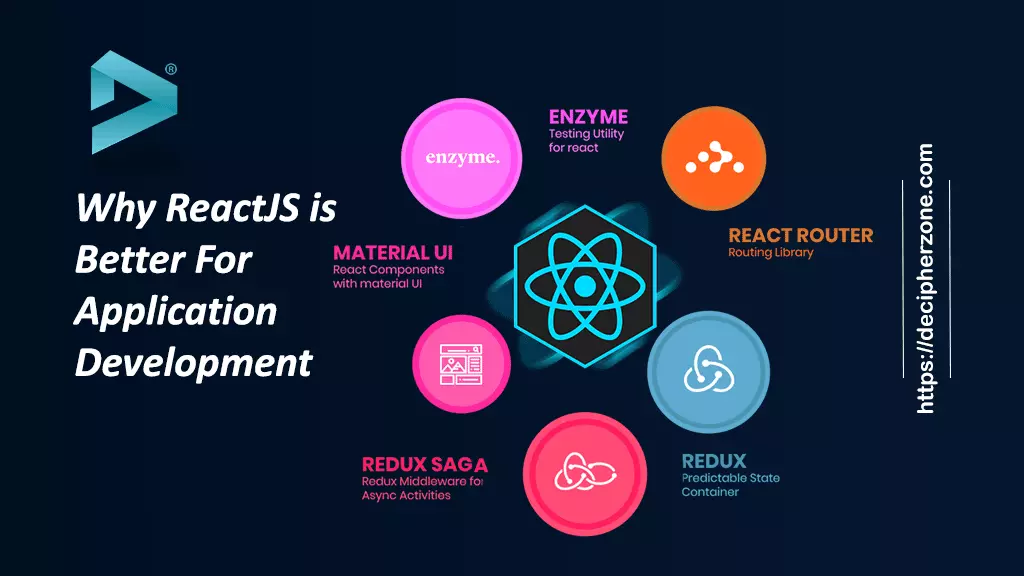 ®
Why ReactJS is
Better For
Application
Development
enzyme.
ENZYME
Testing Utility
for react
REACT ROUTER
Routing Library
MATERIAL UI
React Components
with material UI
REDUX SAGA
Redux Middleware for
Async Activities
REDUX
Predictable State
Container
https://decipherzone.com